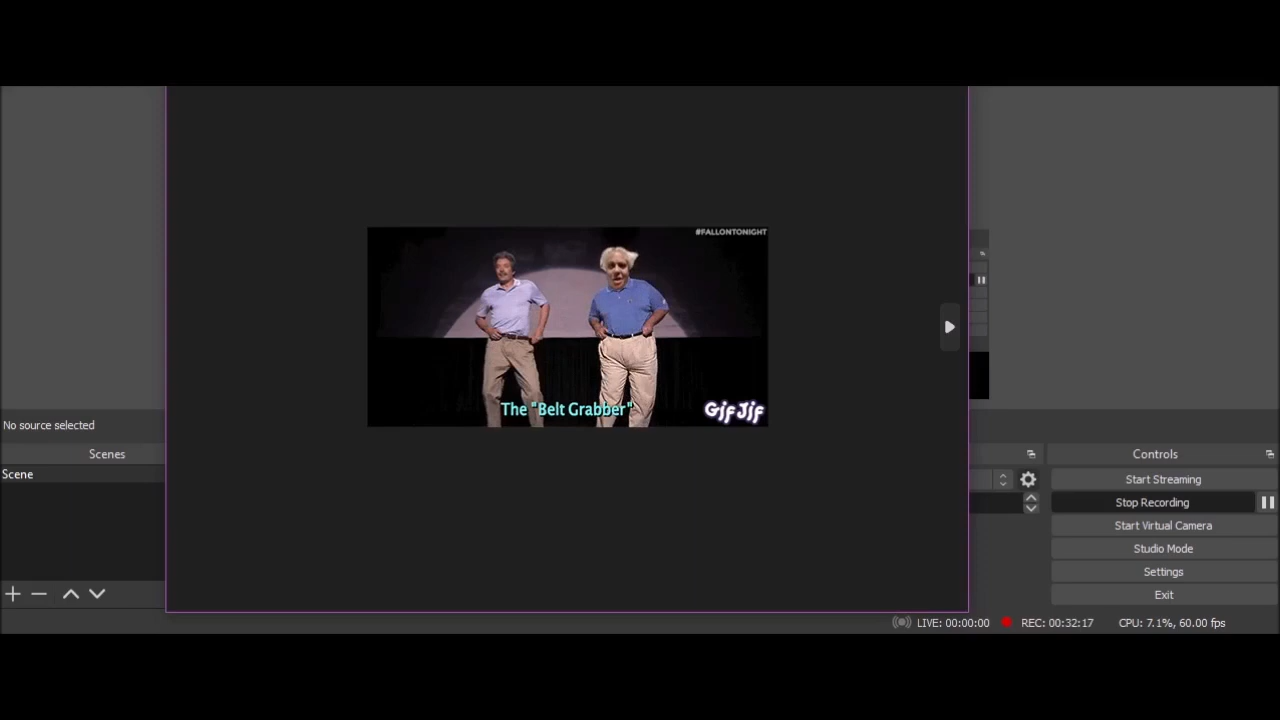 #FALLONTONIGHT
The "Belt Grabber"
GifJif
No source selected
Scenes
Scene
Controls
Start Streaming
Stop Recording
Start Virtual Camera
Studio Mode
Settings
Exit
LIVE: 00:00:00 REC: 00:32:17 CPU: 7.1%, 60.00 fps